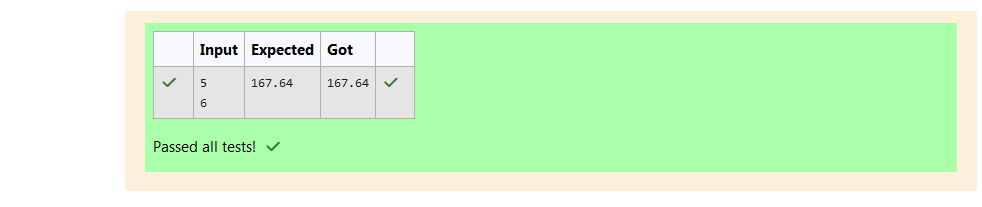 Input Expected Got
5 167.64 167.64
6
Passed all tests!